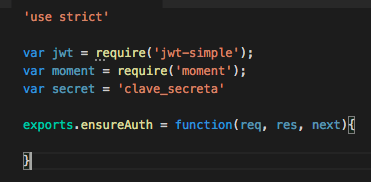 'use strict'
var jwt = require('jwt-simple');
var moment = require('moment');
var secret = 'clave_secreta'
exports.ensureAuth = function(req, res, next){
}